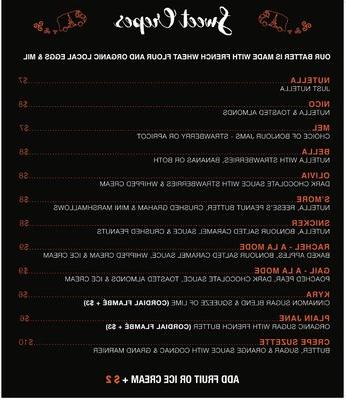 Sweet Crepes
OUR BATTER IS MADE WITH FRENCH WHEAT FLOUR AND ORGANIC LOCAL EGGS & MIL
NUTELLA $7
JUST NUTELLA
NICO $8
NUTELLA & TOASTED ALMONDS
MEL $7
CHOICE OF BONJOUR JAMS - STRAWBERRY OR APRICOT
BELLA $8
NUTELLA WITH STRAWBERRIES, BANANAS OR BOTH
OLIVIA $8
DARK CHOCOLATE SAUCE WITH STRAWBERRIES & WHIPPED CREAM
S'MORE $8
NUTELLA, REESE'S PEANUT BUTTER, CRUSHED GRAHAM & MINI MARSHMALLOWS
SNICKER $8
NUTELLA, BONJOUR SALTED CARAMEL SAUCE & CRUSHED PEANUTS
RACHEL - A LA MODE $9
BAKED APPLES, BONJOUR SALTED CARAMEL SAUCE, WHIPPED CREAM & ICE CREAM
GAIL - A LA MODE $9
POACHED PEAR, DARK CHOCOLATE SAUCE, TOASTED ALMONDS & ICE CREAM
KYRA $6
CINNAMON SUGAR BLEND & SQUEEZE OF LIME (CORDIAL FLAMBÉ + $3)
PLAIN JANE $6
ORGANIC SUGAR WITH FRENCH BUTTER (CORDIAL FLAMBÉ + $3)
CREPE SUZETTE $10
BUTTER, SUGAR & ORANGE SAUCE WITH COGNAC & GRAND MARNIER
ADD FRUIT OR ICE CREAM + $2